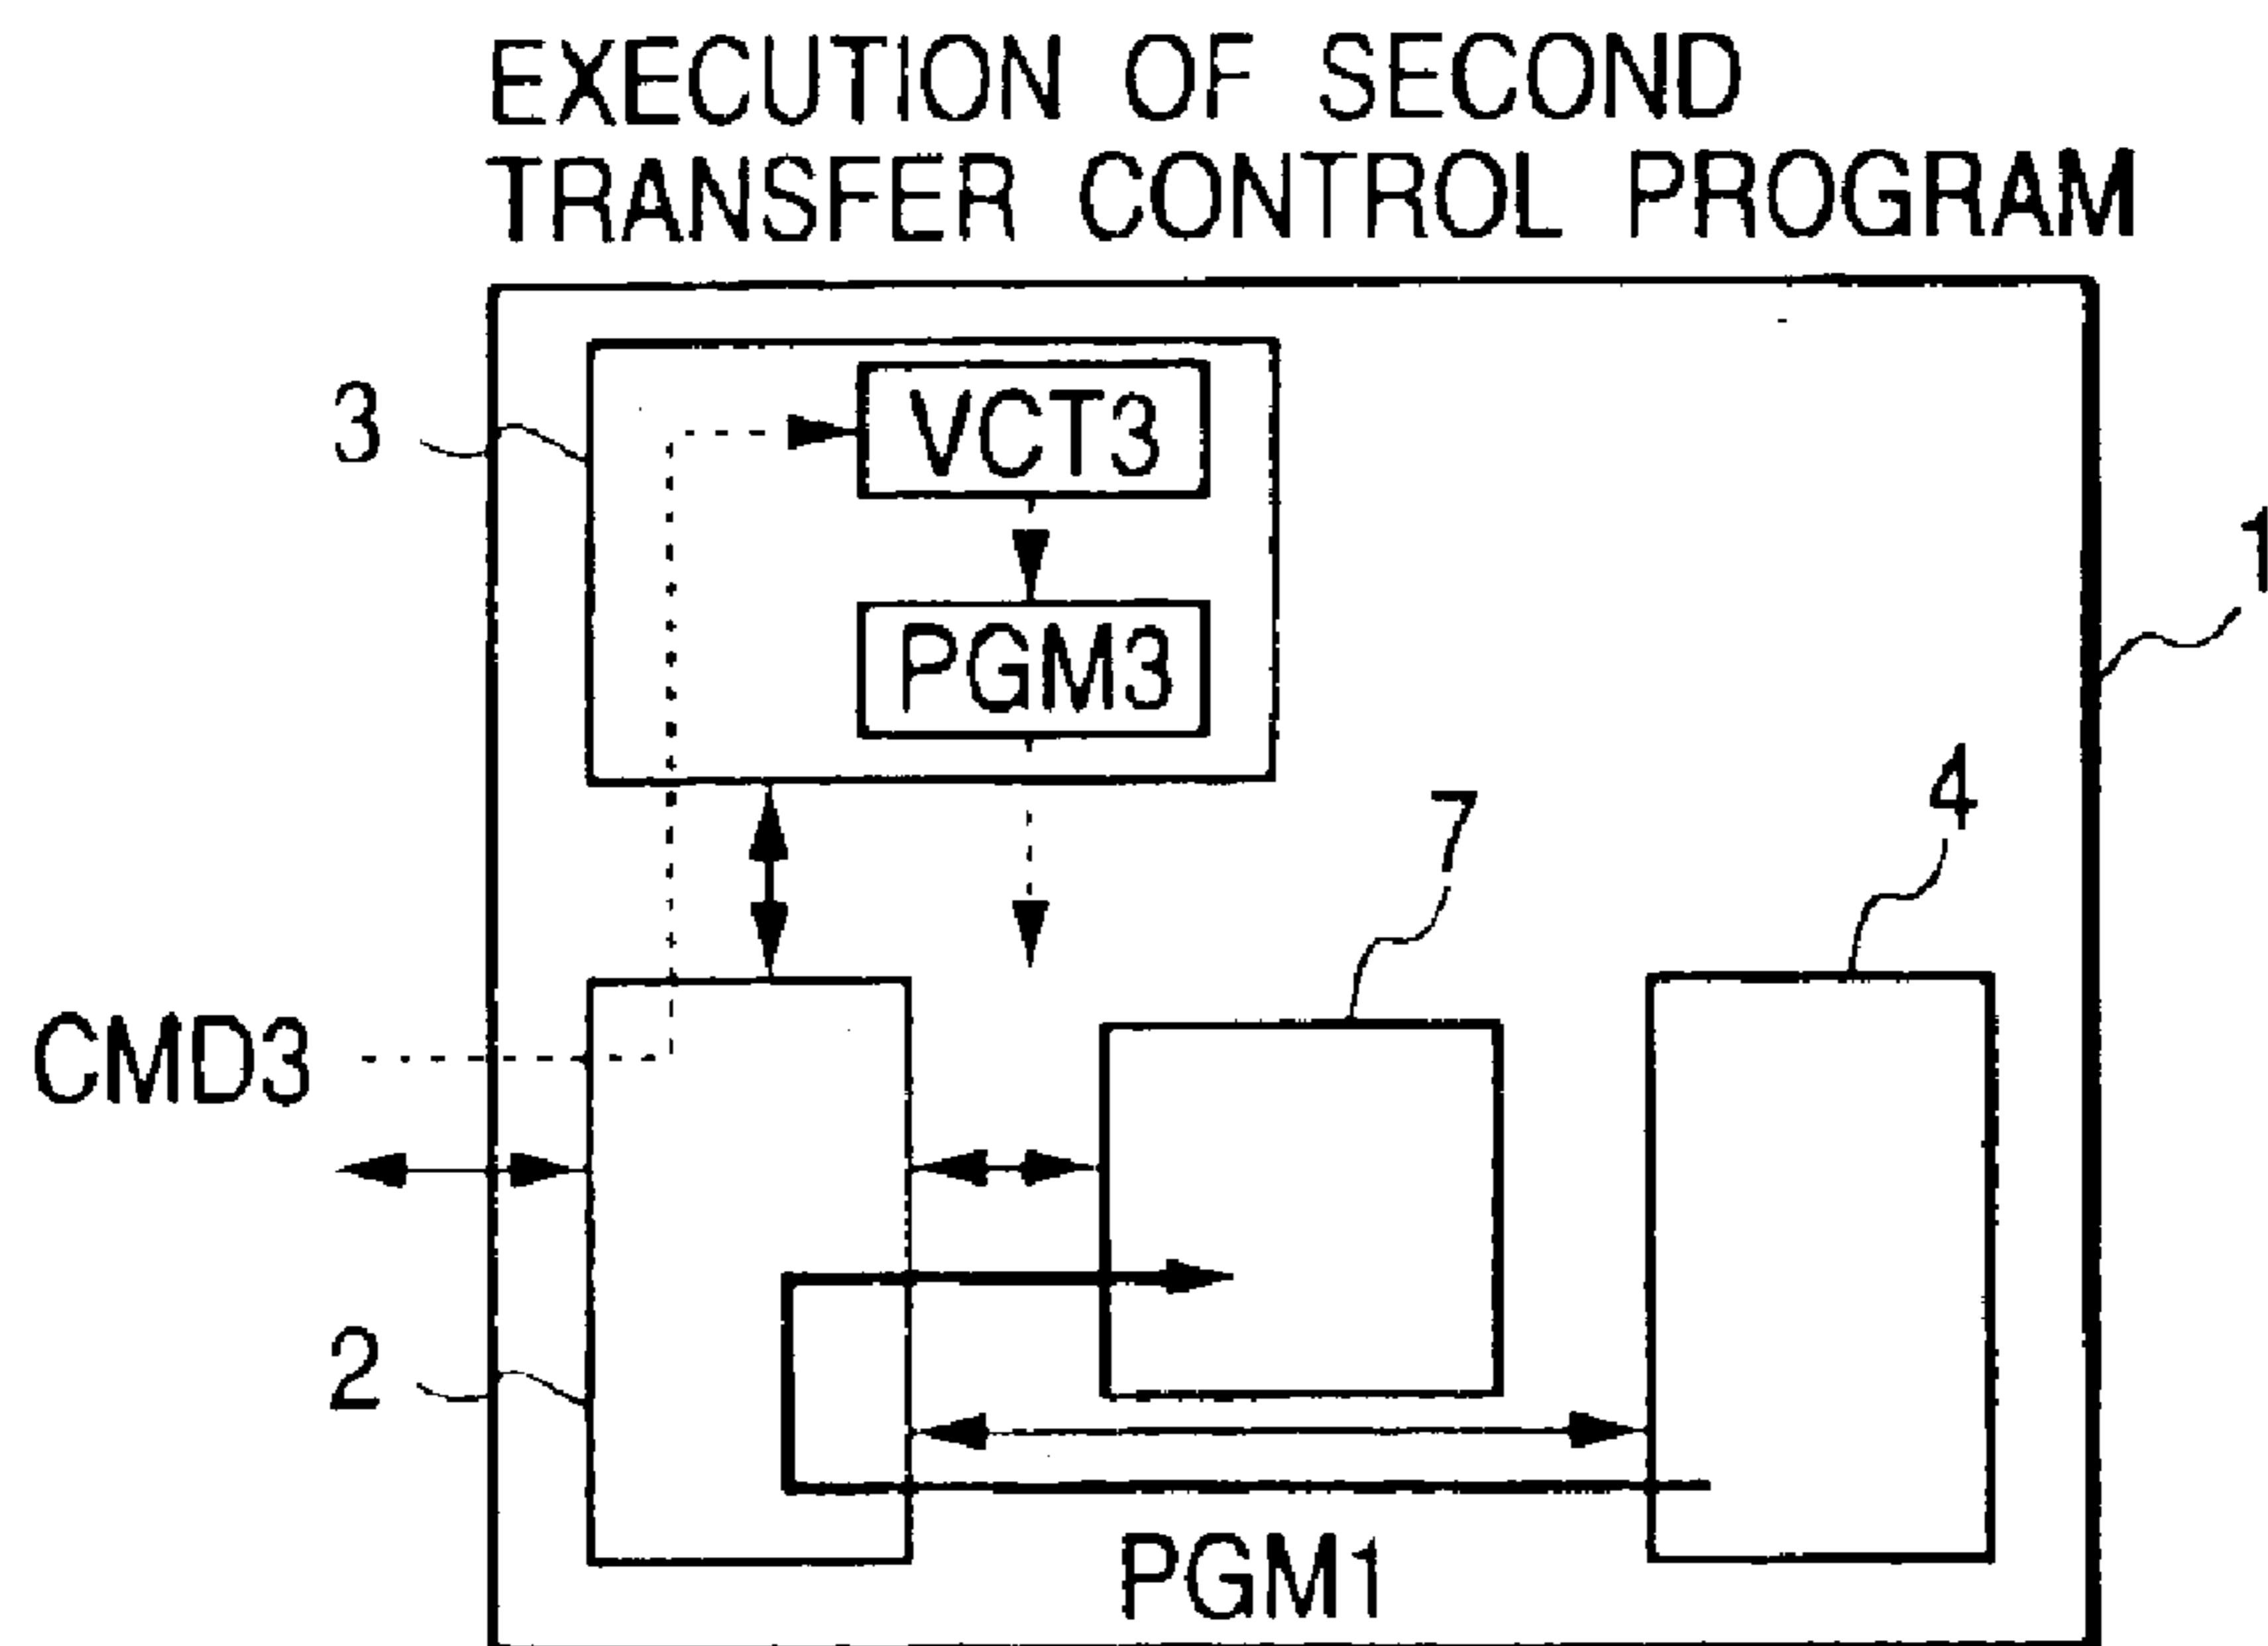 EXECUTION OF SECOND
TRANSFER CONTROL PROGRAM
VCT3
3
1
PGM3
4
7
CMD3
2
PGM1